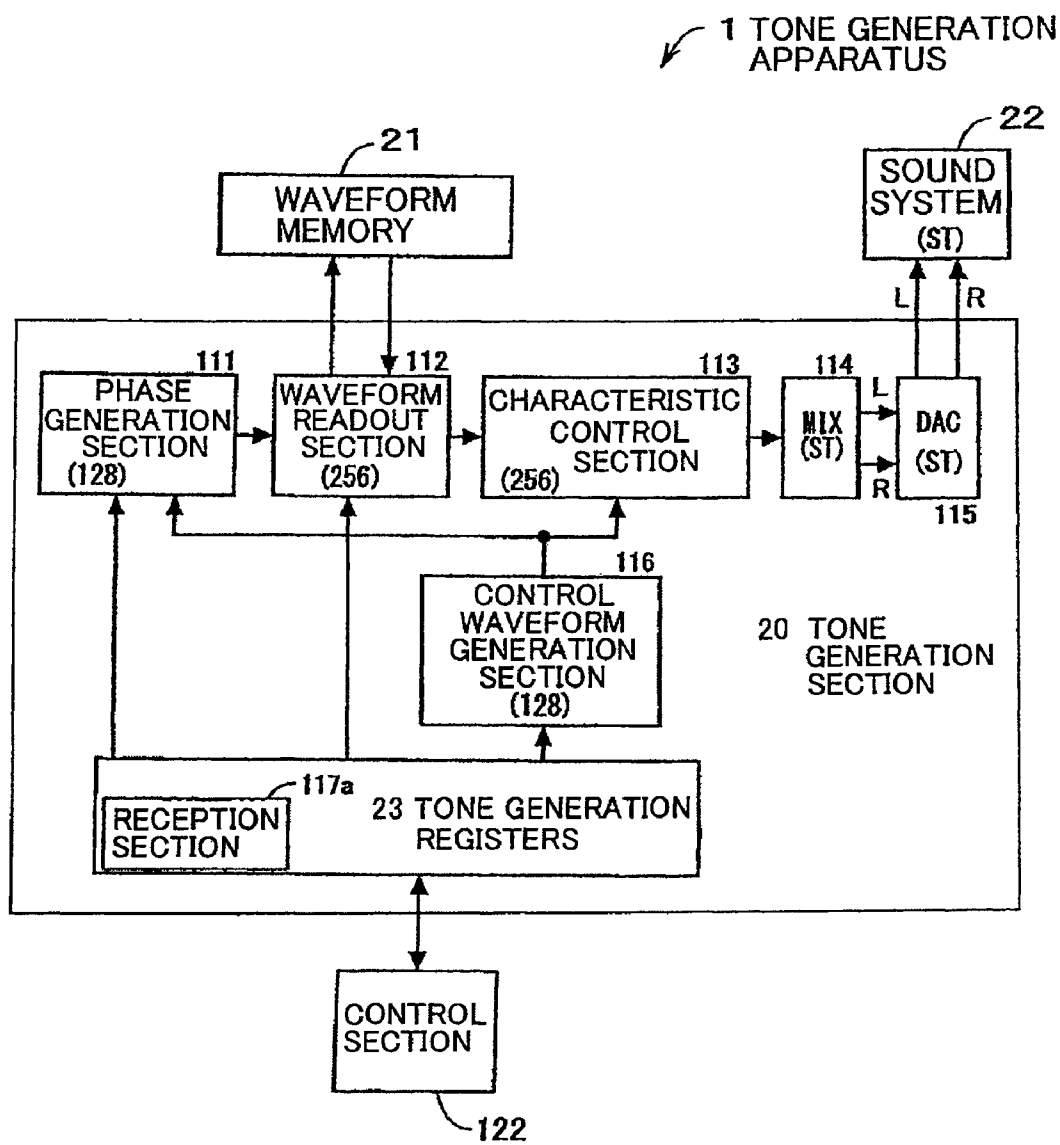 1 TONE GENERATION
APPARATUS
21
22
WAVEFORM
MEMORY
SOUND
SYSTEM
(ST)
L
R
111
PHASE
GENERATION
SECTION
(128)
112
WAVEFORM
READOUT
SECTION
(256)
113
CHARACTERISTIC
CONTROL
SECTION
(256)
114
MIX
(ST)
L
R
DAC
(ST)
115
116
CONTROL
WAVEFORM
GENERATION
SECTION
(128)
20 TONE
GENERATION
SECTION
117a
RECEPTION
SECTION
23 TONE GENERATION
REGISTERS
CONTROL
SECTION
122